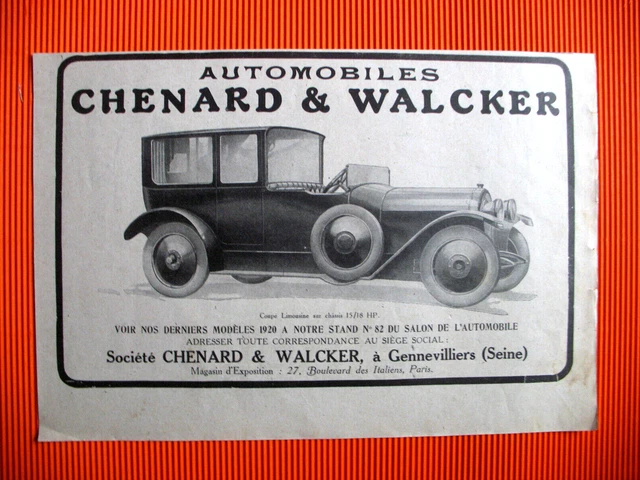 AUTOMOBILES
CHENARD & WALCKER
Coupé Limousine sur châssis 15/18 HP.
VOIR NOS DERNIERS MODÈLES 1920 A NOTRE STAND N° 82 DU SALON DE L'AUTOMOBILE
ADRESSER TOUTE CORRESPONDANCE AU SIÈGE SOCIAL:
Société CHENARD & WALCKER, à Gennevilliers (Seine)
Magasin d'Exposition : 27, Boulevard des Italiens, Paris.